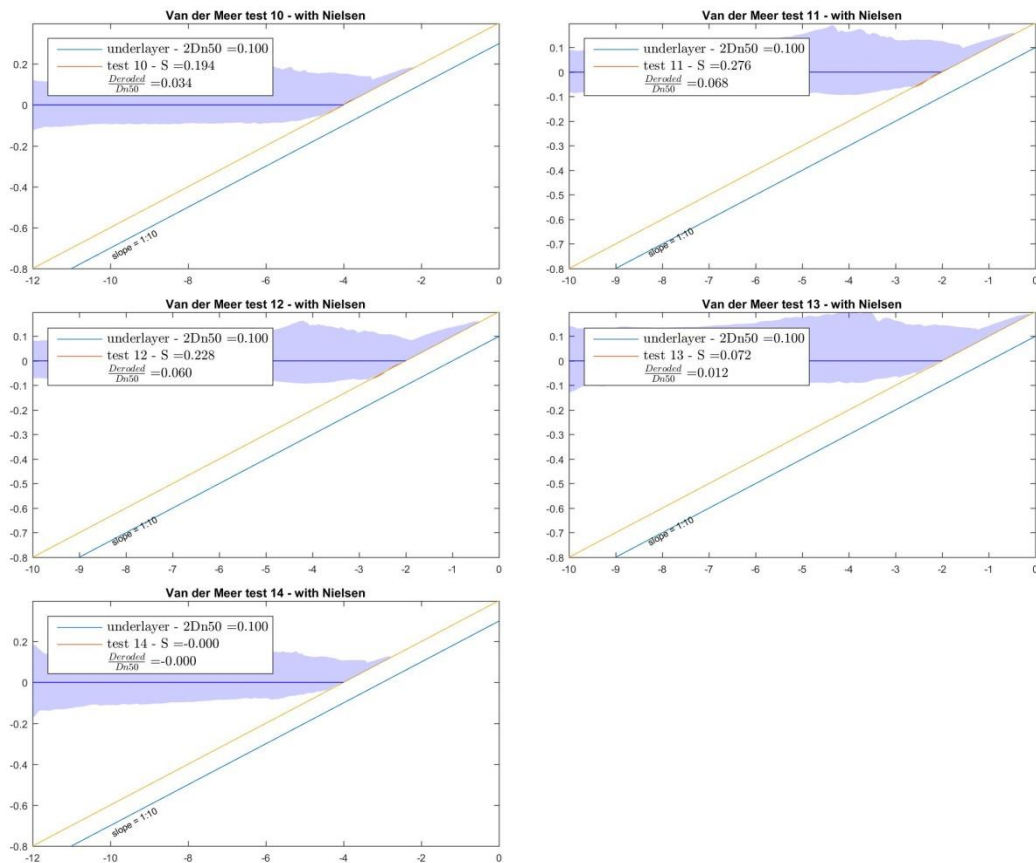 Van der Meer test 10 - with Nielsen
underlayer - 2Dn50 =0.100
test 10 - S =0.194
Deroded/Dn50 =0.034
slope = 1:10
0.2
0
-0.2
-0.4
-0.6
-0.8
-12 -10 -8 -6 -4 -2 0
Van der Meer test 11 - with Nielsen
underlayer - 2Dn50 =0.100
test 11 - S =0.276
Deroded/Dn50 =0.068
slope = 1:10
0.1
0
-0.1
-0.2
-0.3
-0.4
-0.5
-0.6
-0.7
-0.8
-10 -9 -8 -7 -6 -5 -4 -3 -2 -1 0
Van der Meer test 12 - with Nielsen
underlayer - 2Dn50 =0.100
test 12 - S =0.228
Deroded/Dn50 =0.060
slope = 1:10
0.1
0
-0.1
-0.2
-0.3
-0.4
-0.5
-0.6
-0.7
-0.8
-10 -9 -8 -7 -6 -5 -4 -3 -2 -1 0
Van der Meer test 13 - with Nielsen
underlayer - 2Dn50 =0.100
test 13 - S =0.072
Deroded/Dn50 =0.012
slope = 1:10
0.1
0
-0.1
-0.2
-0.3
-0.4
-0.5
-0.6
-0.7
-0.8
-10 -9 -8 -7 -6 -5 -4 -3 -2 -1 0
Van der Meer test 14 - with Nielsen
underlayer - 2Dn50 =0.100
test 14 - S =-0.000
Deroded/Dn50 =-0.000
slope = 1:10
0.2
0
-0.2
-0.4
-0.6
-0.8
-12 -10 -8 -6 -4 -2 0